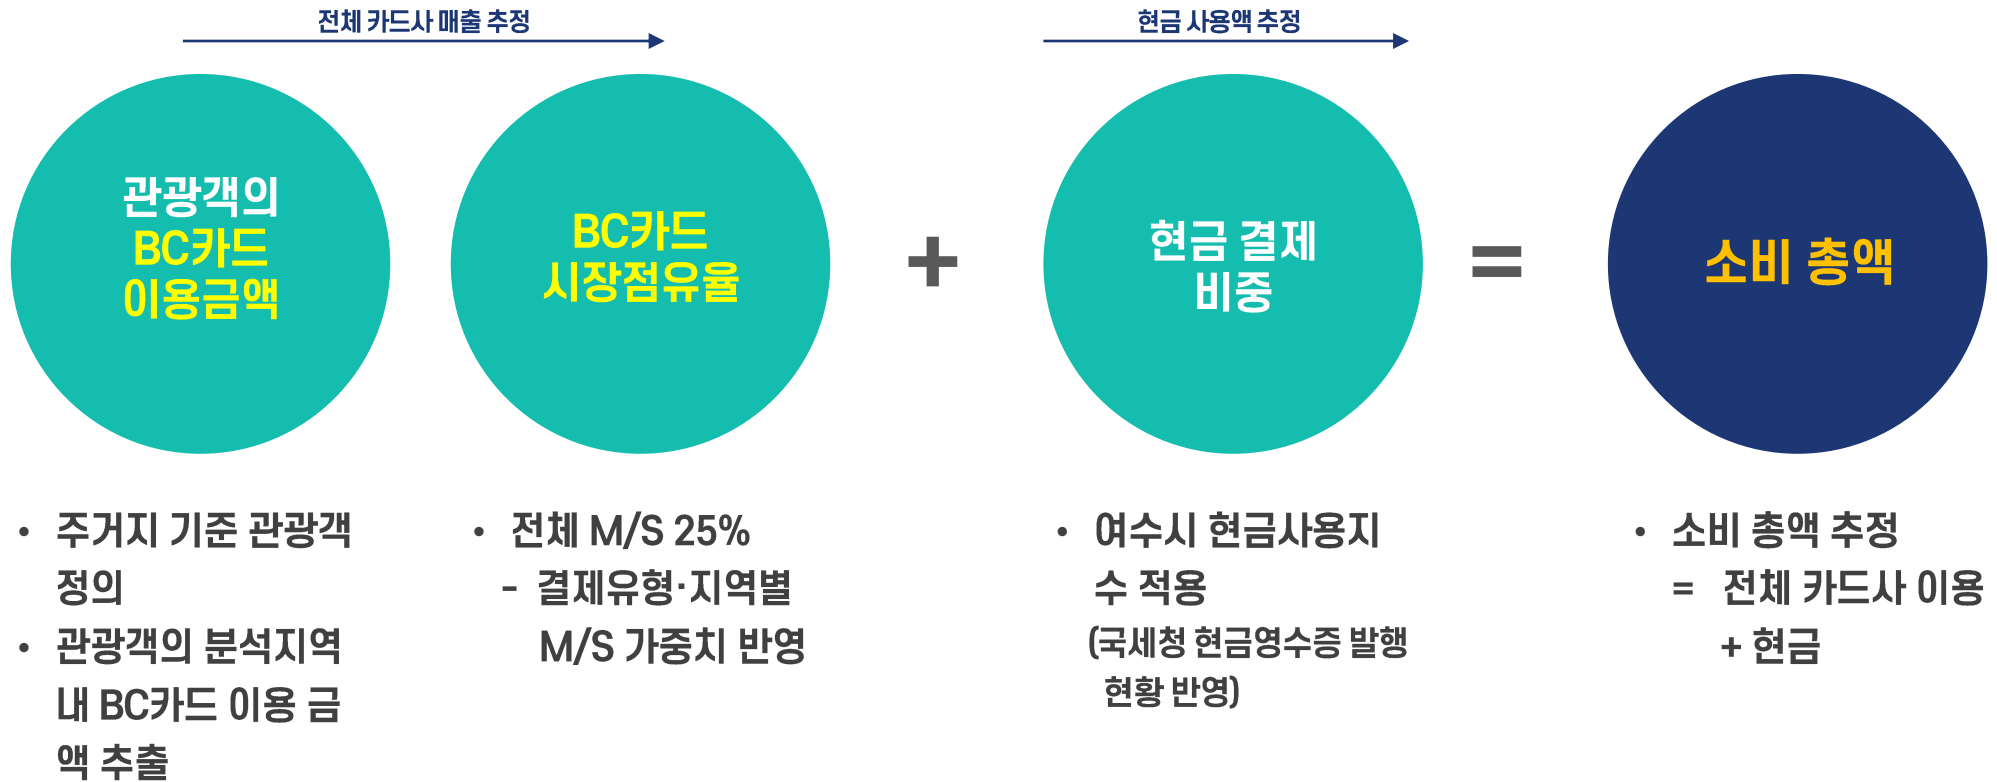 전체 카드사 매출 추정
현금 사용액 추정
관광객의
BC카드
이용금액
BC카드
시장점유율
+
현금 결제
비중
=
소비 총액
• 주거지 기준 관광객
정의
• 관광객의 분석지역
내 BC카드 이용 금
액 추출
• 전체 M/S 25%
- 결제유형·지역별
M/S 가중치 반영
• 여수시 현금사용지
수 적용
(국세청 현금영수증 발행
현황 반영)
• 소비 총액 추정
= 전체 카드사 이용
+ 현금